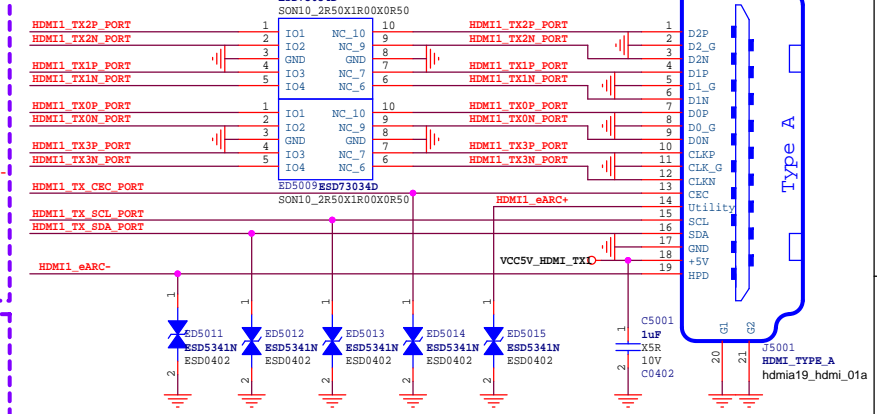 SON10_2R50X1R00X0R50
HDMI1_TX2P_PORT 1 IO1 NC_10 10 HDMI1_TX2P_PORT 1 D2P
HDMI1_TX2N_PORT 2 IO2 NC_9 9 HDMI1_TX2N_PORT 2 D2_G
3 GND GND 8 3 D2N
HDMI1_TX1P_PORT 4 IO3 NC_7 7 HDMI1_TX1P_PORT 4 D1P
HDMI1_TX1N_PORT 5 IO4 NC_6 6 HDMI1_TX1N_PORT 5 D1_G
6 D1N
HDMI1_TX0P_PORT 1 IO1 NC_10 10 HDMI1_TX0P_PORT 7 D0P
HDMI1_TX0N_PORT 2 IO2 NC_9 9 HDMI1_TX0N_PORT 8 D0_G
3 GND GND 8 9 D0N
HDMI1_TX3P_PORT 4 IO3 NC_7 7 HDMI1_TX3P_PORT 10 CLKP
HDMI1_TX3N_PORT 5 IO4 NC_6 6 HDMI1_TX3N_PORT 11 CLK_G
12 CLKN
HDMI1_TX_CEC_PORT ED5009 ESD73034D 13 CEC
SON10_2R50X1R00X0R50 HDMI1_eARC+ 14 Utility
HDMI1_TX_SCL_PORT 15 SCL
HDMI1_TX_SDA_PORT 16 SDA
17 GND
VCC5V_HDMI_TX 18 +5V
HDMI1_eARC- 19 HPD
Type A
1 1 1 1 1
ED5011 ED5012 ED5013 ED5014 ED5015
ESD5341N ESD5341N ESD5341N ESD5341N ESD5341N
ESD0402 ESD0402 ESD0402 ESD0402 ESD0402
2 2 2 2 2
C5001
1 1uF
X5R
10V
2 C0402
G1 G2
20 21
J5001
HDMI_TYPE_A
hdmia19_hdmi_01a